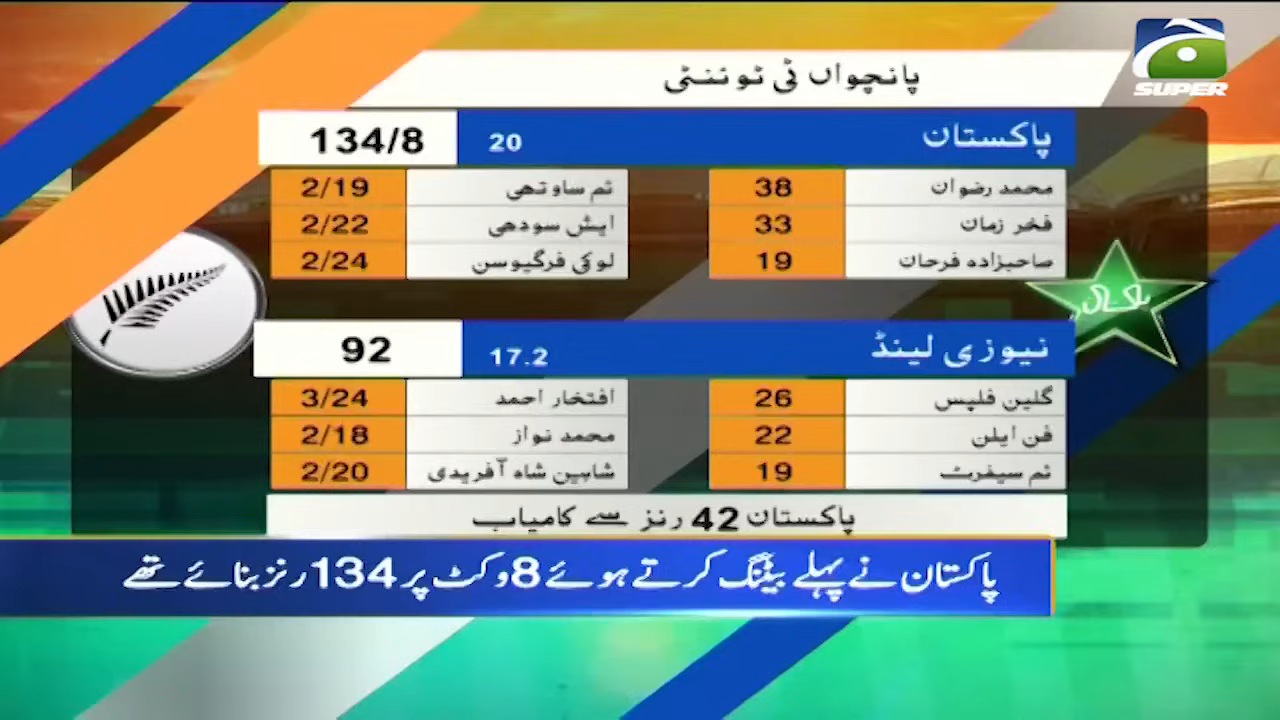 SUPER
پانچواں ٹی ٹوئنٹی
پاکستان 20 134/8
محمد رضوان 38 ٹم ساوتھی 2/19
فخر زمان 33 ایش سودھی 2/22
صاحبزادہ فرحان 19 لوکی فرگیوسن 2/24
نیوزی لینڈ 17.2 92
گلین فلپس 26 افتخار احمد 3/24
فن ایلن 22 محمد نواز 2/18
ٹم سیفرٹ 19 شاہین شاہ آفریدی 2/20
پاکستان 42 رنز سے کامیاب
پاکستان نے پہلے بیٹنگ کرتے ہوئے 8 وکٹ پر 134 رنز بنائے تھے